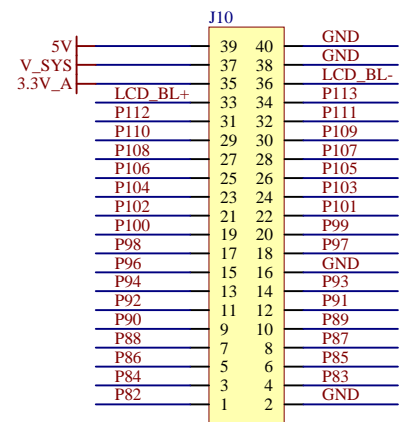 J10
5V 39 40 GND
V_SYS 37 38 GND
3.3V_A 35 36 LCD_BL-
LCD_BL+ 33 34 P113
P112 31 32 P111
P110 29 30 P109
P108 27 28 P107
P106 25 26 P105
P104 23 24 P103
P102 21 22 P101
P100 19 20 P99
P98 17 18 P97
P96 15 16 GND
P94 13 14 P93
P92 11 12 P91
P90 9 10 P89
P88 7 8 P87
P86 5 6 P85
P84 3 4 P83
P82 1 2 GND